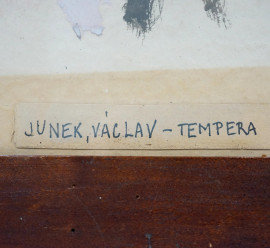 JUNEK, VÁCLAV – TEMPERA